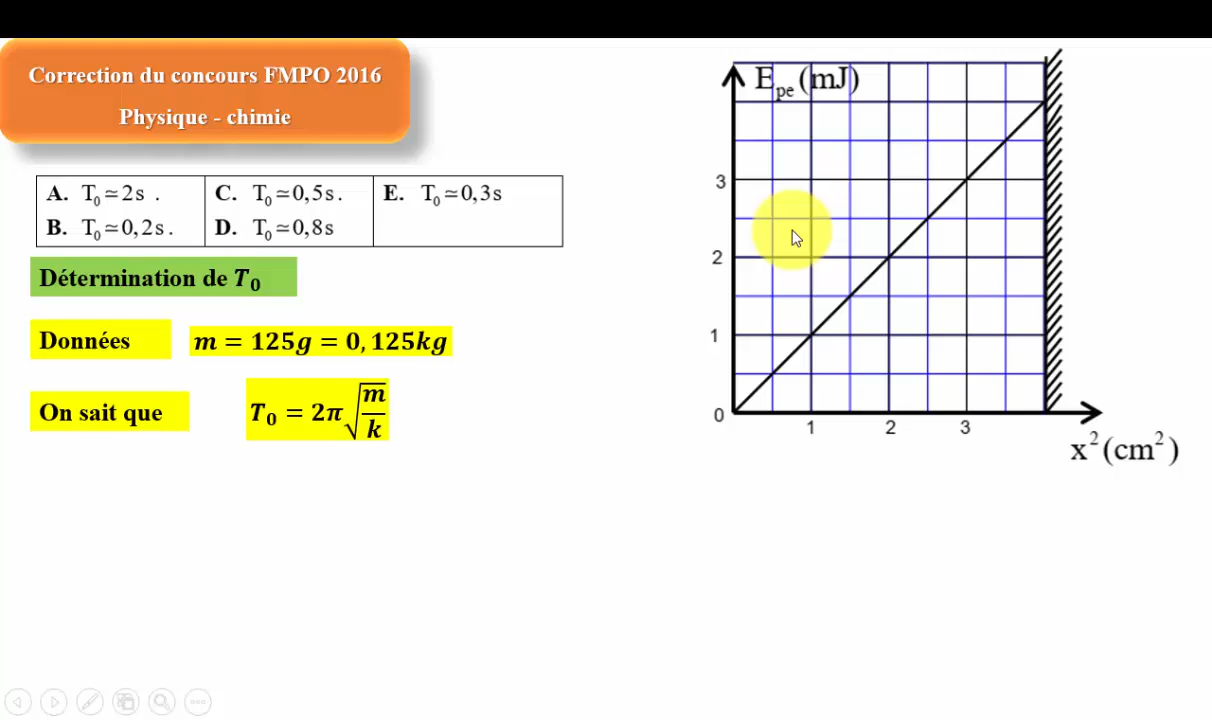 Correction du concours FMPO 2016
Physique - chimie
A. T₀ ≃ 2s .
C. T₀ ≃ 0,5s .
E. T₀ ≃ 0,3s
B. T₀ ≃ 0,2s .
D. T₀ ≃ 0,8s
Détermination de T₀
Données
m = 125g = 0,125kg
On sait que
T₀ = 2π√(m/k)
Eₚₑ (mJ)
3
2
1
0
1 2 3
x² (cm²)